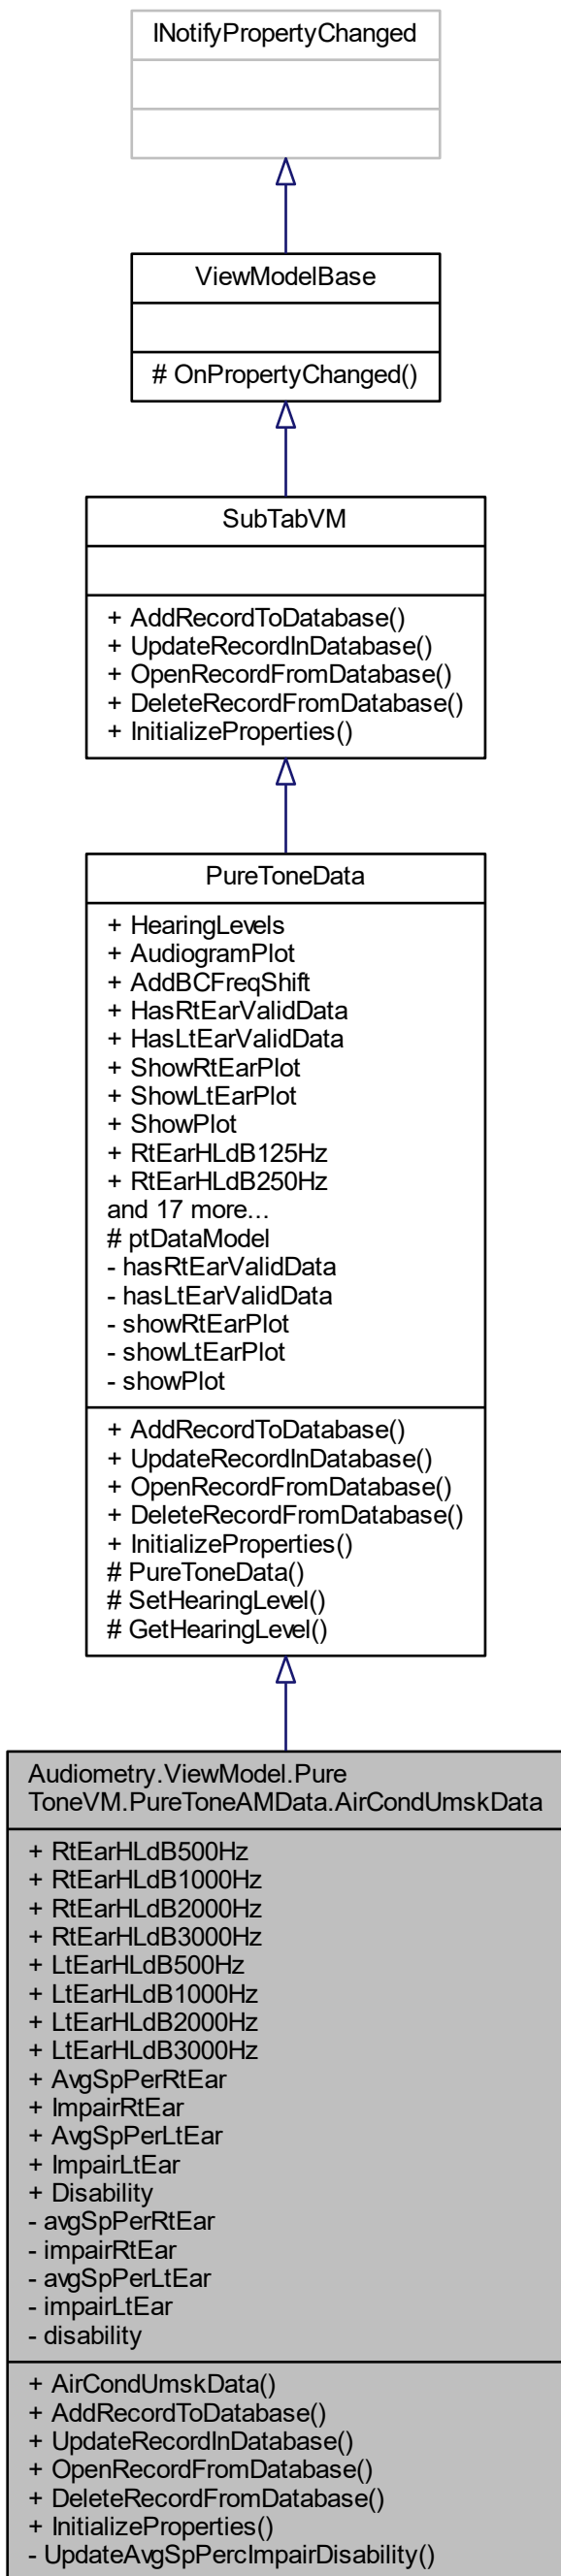 INotifyPropertyChanged
ViewModelBase
# OnPropertyChanged()
SubTabVM
+ AddRecordToDatabase()
+ UpdateRecordInDatabase()
+ OpenRecordFromDatabase()
+ DeleteRecordFromDatabase()
+ InitializeProperties()
PureToneData
+ HearingLevels
+ AudiogramPlot
+ AddBCFreqShift
+ HasRtEarValidData
+ HasLtEarValidData
+ ShowRtEarPlot
+ ShowLtEarPlot
+ ShowPlot
+ RtEarHLdB125Hz
+ RtEarHLdB250Hz
and 17 more...
# ptDataModel
- hasRtEarValidData
- hasLtEarValidData
- showRtEarPlot
- showLtEarPlot
- showPlot
+ AddRecordToDatabase()
+ UpdateRecordInDatabase()
+ OpenRecordFromDatabase()
+ DeleteRecordFromDatabase()
+ InitializeProperties()
# PureToneData()
# SetHearingLevel()
# GetHearingLevel()
Audiometry.ViewModel.Pure
ToneVM.PureToneAMData.AirCondUmskData
+ RtEarHLdB500Hz
+ RtEarHLdB1000Hz
+ RtEarHLdB2000Hz
+ RtEarHLdB3000Hz
+ LtEarHLdB500Hz
+ LtEarHLdB1000Hz
+ LtEarHLdB2000Hz
+ LtEarHLdB3000Hz
+ AvgSpPerRtEar
+ ImpairRtEar
+ AvgSpPerLtEar
+ ImpairLtEar
+ Disability
- avgSpPerRtEar
- impairRtEar
- avgSpPerLtEar
- impairLtEar
- disability
+ AirCondUmskData()
+ AddRecordToDatabase()
+ UpdateRecordInDatabase()
+ OpenRecordFromDatabase()
+ DeleteRecordFromDatabase()
+ InitializeProperties()
- UpdateAvgSpPercImpairDisability()